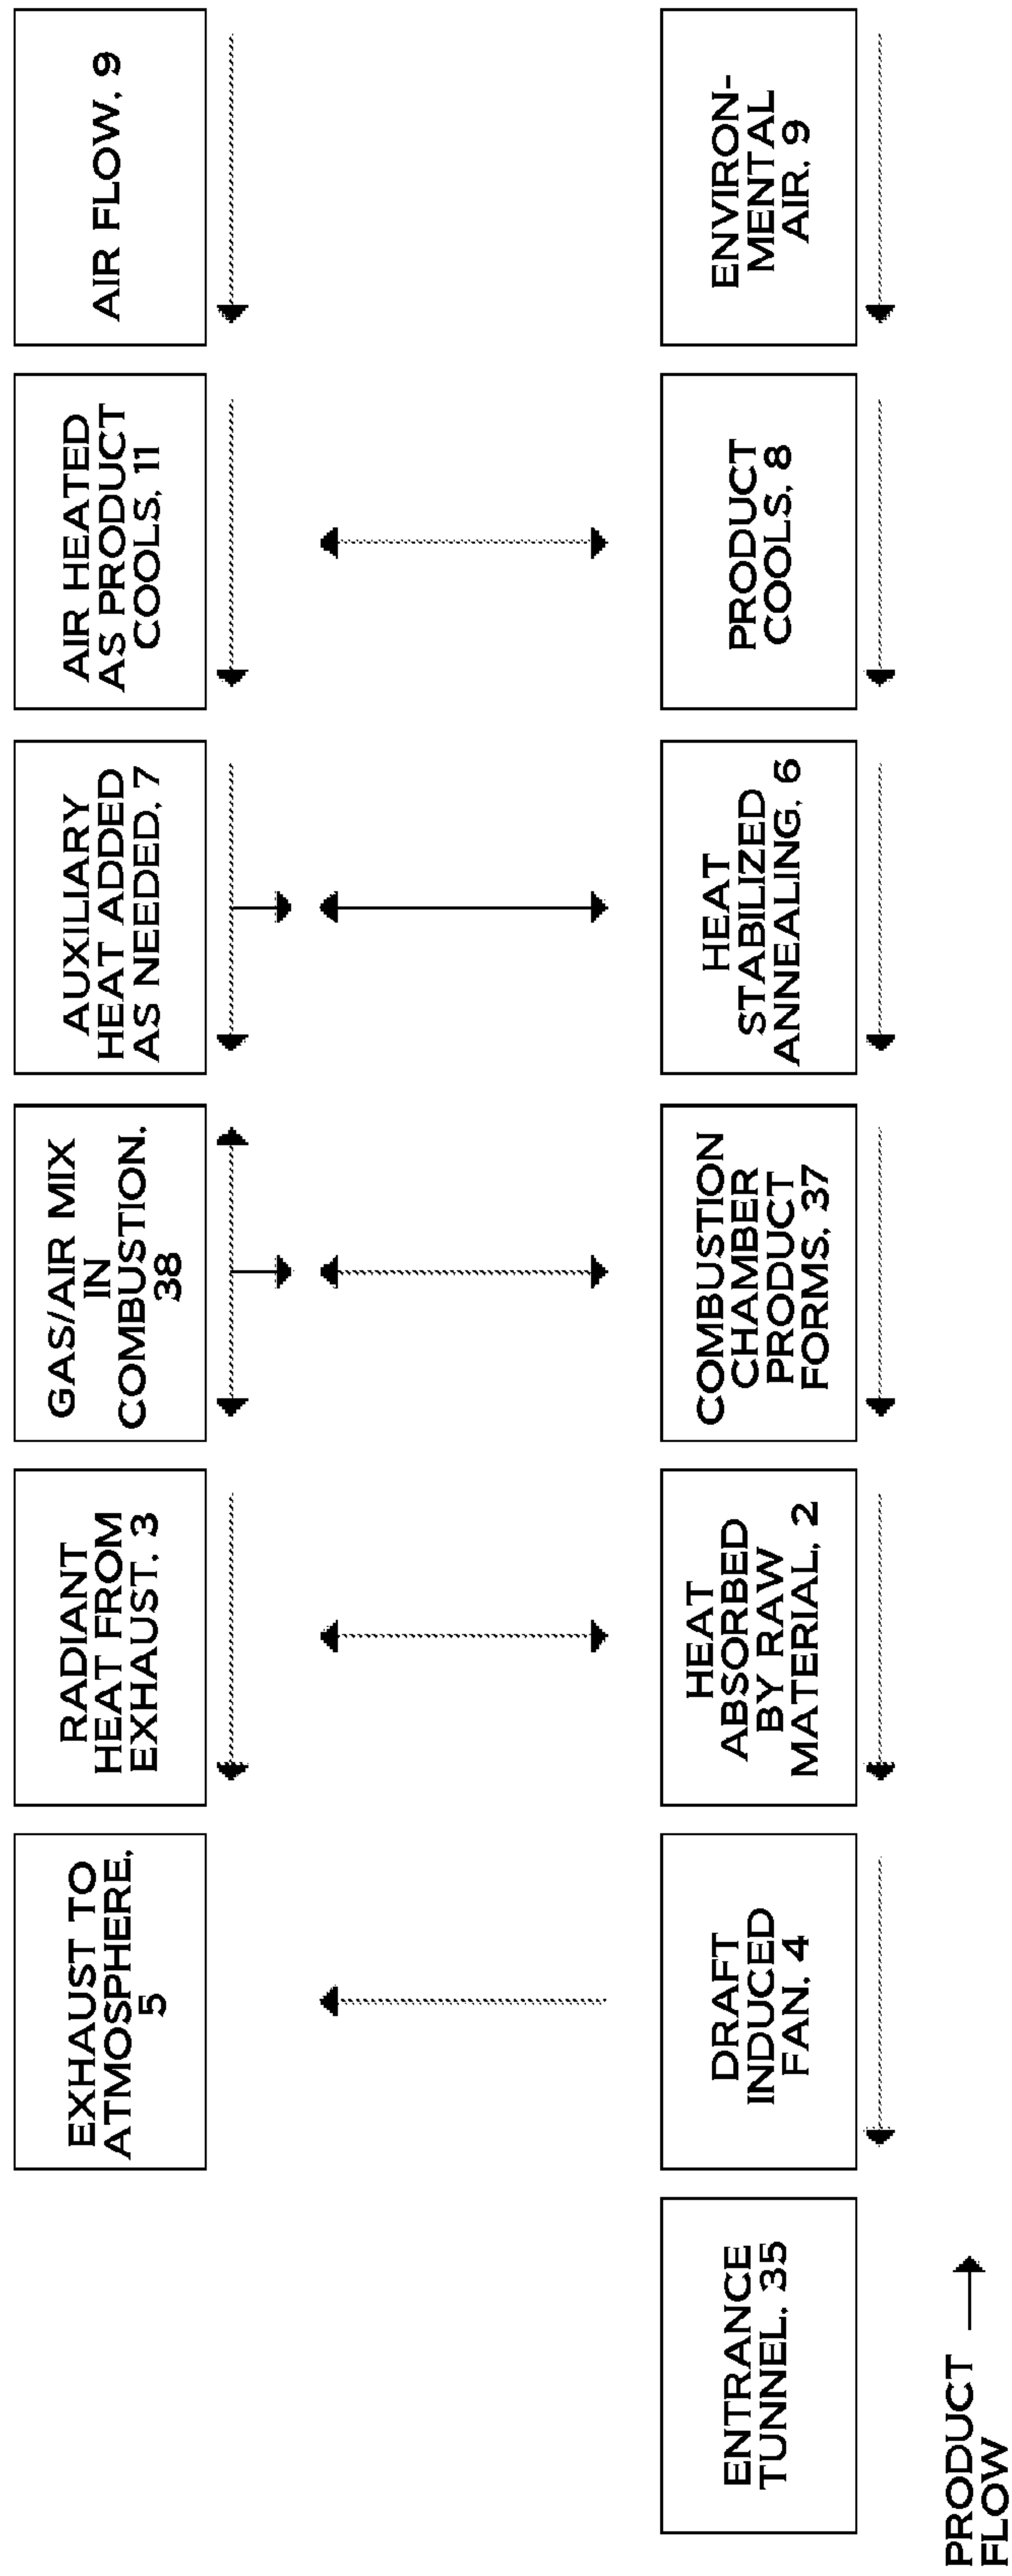 EXHAUST TO
ATMOSPHERE,
5
RADIANT
HEAT FROM
EXHAUST, 3
GAS/AIR MIX
IN
COMBUSTION,
38
AUXILIARY
HEAT ADDED
AS NEEDED, 7
AIR HEATED
AS PRODUCT
COOLS, 11
AIR FLOW, 9
ENTRANCE
TUNNEL, 35
DRAFT
INDUCED
FAN, 4
HEAT
ABSORBED
BY RAW
MATERIAL, 2
COMBUSTION
CHAMBER
PRODUCT
FORMS, 37
HEAT
STABILIZED
ANNEALING, 6
PRODUCT
COOLS, 8
ENVIRON-
MENTAL
AIR, 9
PRODUCT
FLOW